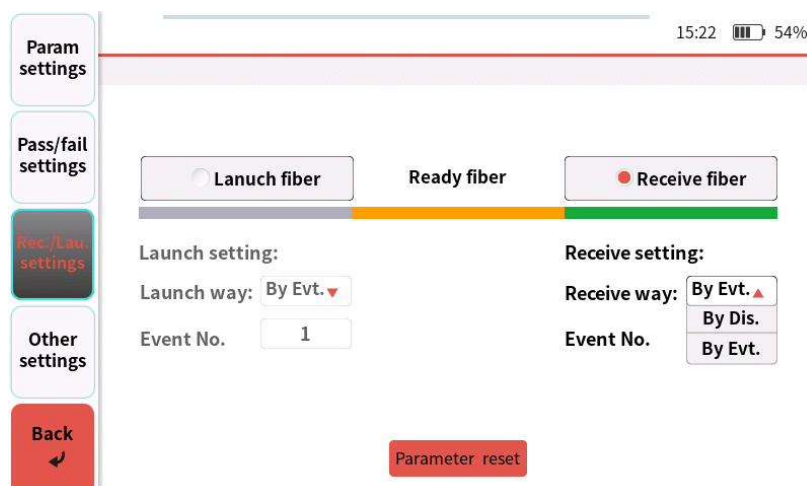 15:22 54%
Param
settings
Pass/fail
settings
Rec./Lau.
settings
Other
settings
Back
Lanuch fiber Ready fiber Receive fiber
Launch setting: Receive setting:
Launch way: By Evt. Receive way: By Evt.
By Dis.
Event No. 1 Event No. By Evt.
Parameter reset